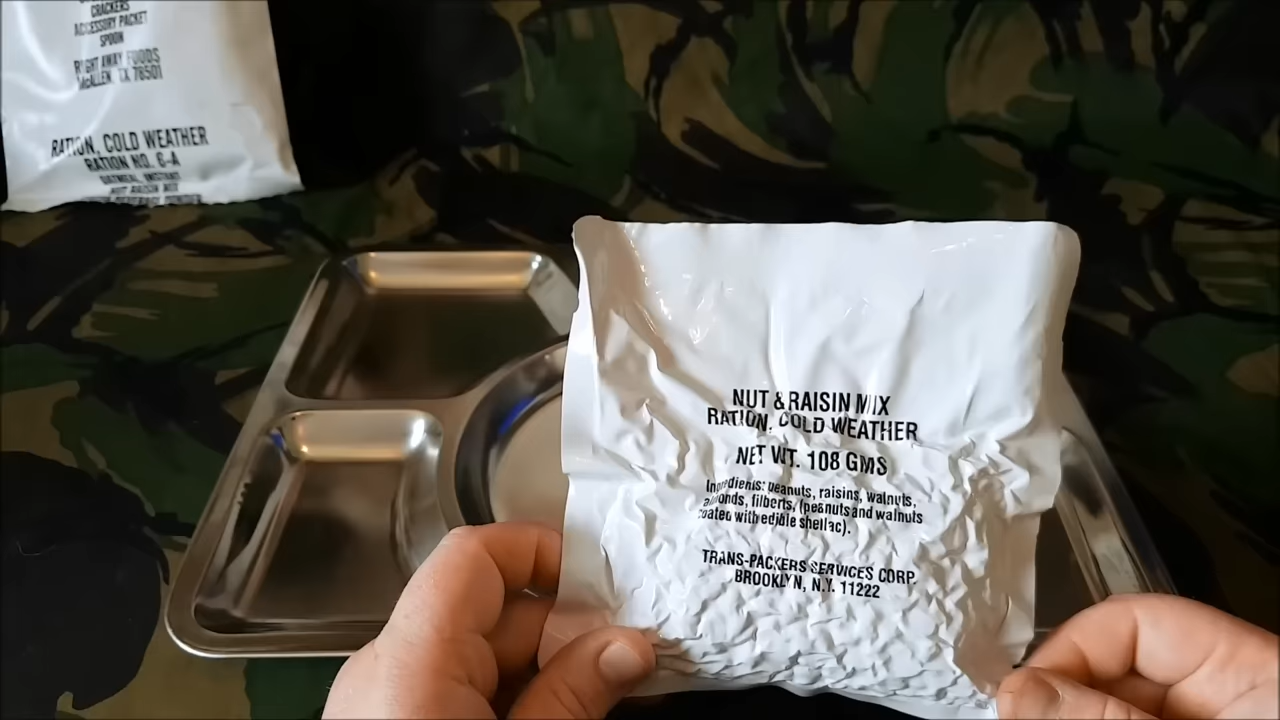 CRACKERS
ACCESSORY PACKET
SPOON
RIGHT AWAY FOODS
McALLEN, TX 78501
RATION, COLD WEATHER
RATION NO. 6-A
OATMEAL, INSTANT
NUT RAISIN MIX
NUT & RAISIN MIX
RATION, COLD WEATHER
NET WT. 108 GMS
Ingredients: peanuts, raisins, walnuts,
almonds, filberts, (peanuts and walnuts
coated with edible shellac).
TRANS-PACKERS SERVICES CORP.
BROOKLYN, N.Y. 11222